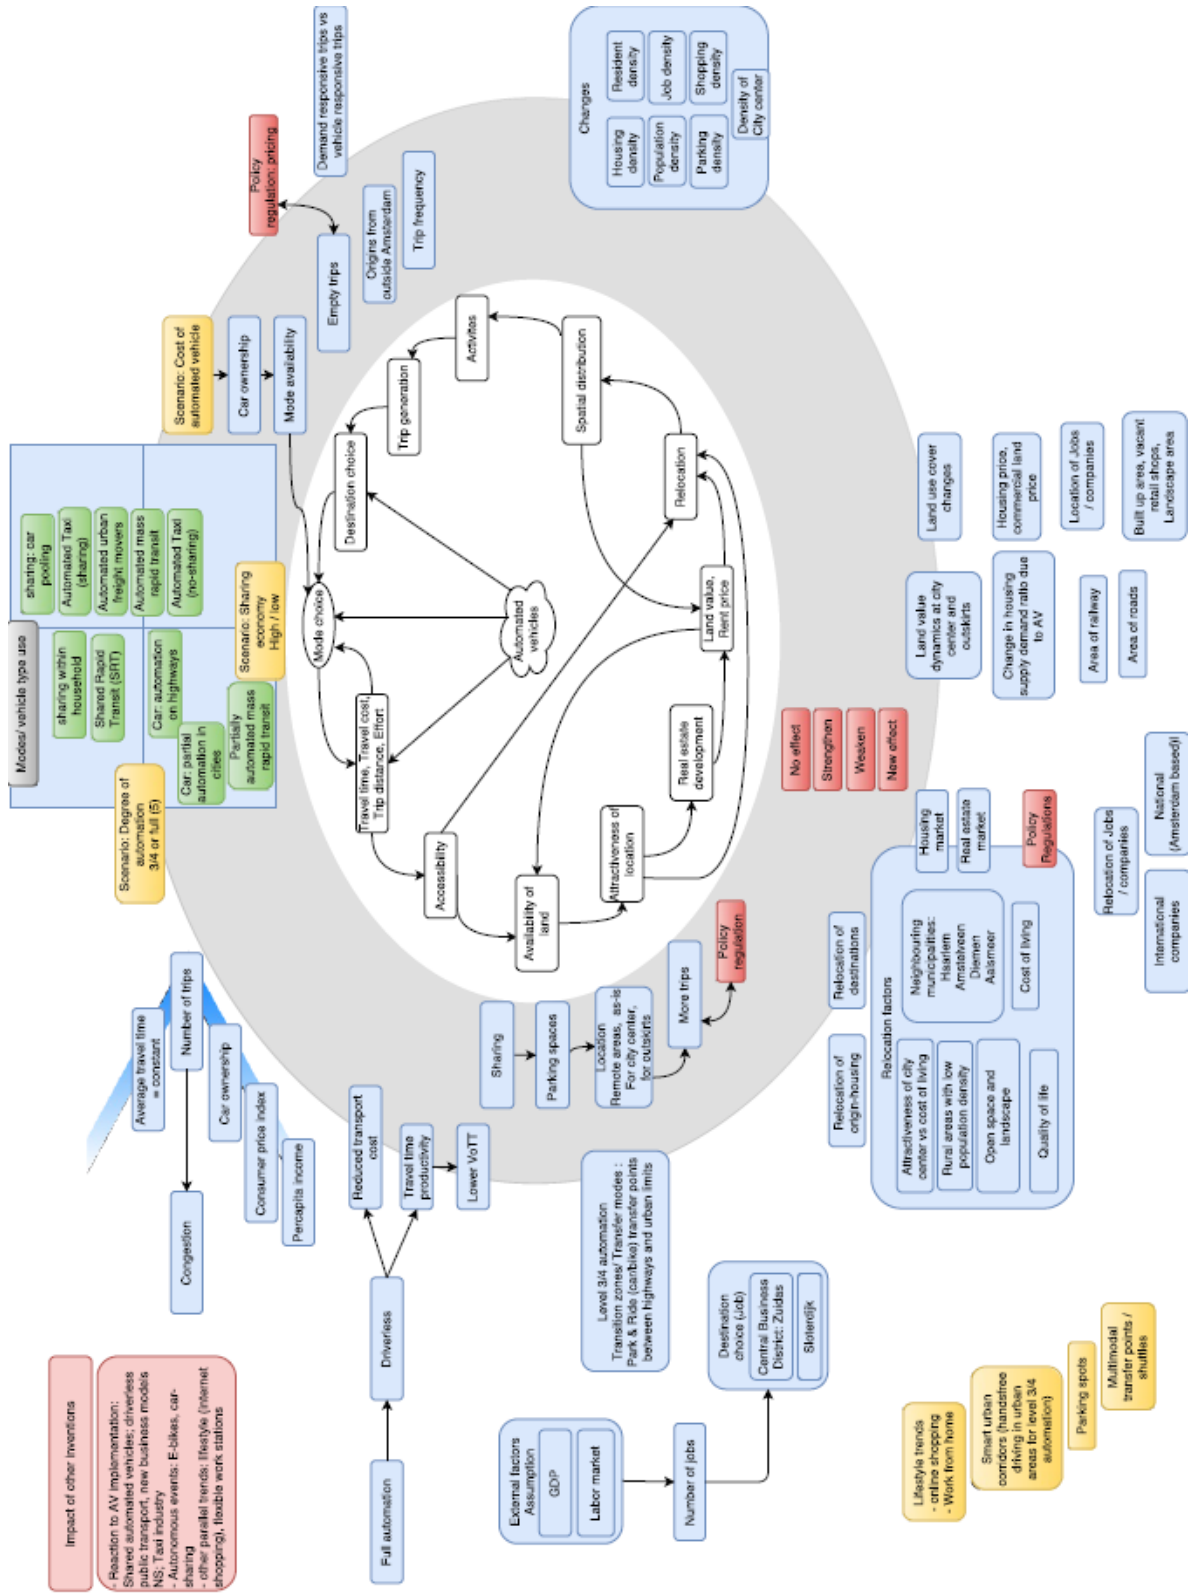 Impact of other inventions
- Reaction to AV implementation:
Shared automated vehicles; driverless
public transport, new business models
NS; Taxi industry
- Autonomous events: E-bikes, car-
sharing
- other parallel trends: lifestyle (internet
shopping), flexible work stations
Congestion
Average travel time
= constant
Number of trips
Car ownership
Consumer price index
Percapita income
Scenario: Degree of
automation
3/4 or full (5)
Modes/ vehicle type use
sharing within
household
Shared Rapid
Transit (SRT)
Car: automation
on highways
Car: partial
automation in
cities
Partially
automated mass
rapid transit
sharing: car
pooling
Automated Taxi
(sharing)
Automated urban
freight movers
Automated mass
rapid transit
Automated Taxi
(no-sharing)
Scenario: Sharing
economy
High / low
Scenario: Cost of
automated vehicle
Car ownership
Mode availability
Policy
regulation: pricing
Empty trips
Demand responsive trips vs
vehicle responsive trips
Origins from
outside Amsterdam
Trip frequency
Full automation
Driverless
Reduced transport
cost
Travel time
productivity
Lower VoTT
Mode choice
Destination choice
Trip generation
Activites
Travel time, Travel cost,
Trip distance, Effort
Accessibility
Automated
vehicles
Availability of
land
Attractiveness of
location
Real estate
development
Land value,
Rent price
Relocation
Spatial distribution
Sharing
Parking spaces
Location
Remote areas, as-is
For city center,
for outskirts
More trips
Policy
regulation
Level 3/4 automation
Transition zones/ Transfer modes :
Park & Ride (car/bike) transfer points
between highways and urban limits
External factors
Assumption
GDP
Labor market
Number of jobs
Destination
choice (Job)
Central Business
District: Zuidas
Sloterdijk
Changes
Housing
density
Resident
density
Population
density
Job density
Parking
density
Shopping
density
Density of
City center
No effect
Strengthen
Weaken
New effect
Relocation of
origin-housing
Relocation of
destinations
Relocation factors
Attractiveness of city
center vs cost of living
Rural areas with low
population density
Open space and
landscape
Quality of life
Neighbouring
municipalities:
Haarlem
Amstelveen
Diemen
Aalsmeer
Cost of living
Housing
market
Real estate
market
Policy
Regulations
Land value
dynamics at city
center and
outskirts
Land use cover
changes
Change in housing
supply demand ratio due
to AV
Housing price,
commercial land
price
Area of railway
Location of Jobs
/ companies
Area of roads
Built up area, vacant
retail shops,
Landscape area
Relocation of Jobs
/ companies
International
companies
National
(Amsterdam based)l
Lifestyle trends
- online shopping
- Work from home
Smart urban
corridors (handsfree
driving in urban
areas for level 3/4
automation)
Parking spots
Multimodal
transfer points /
shuttles